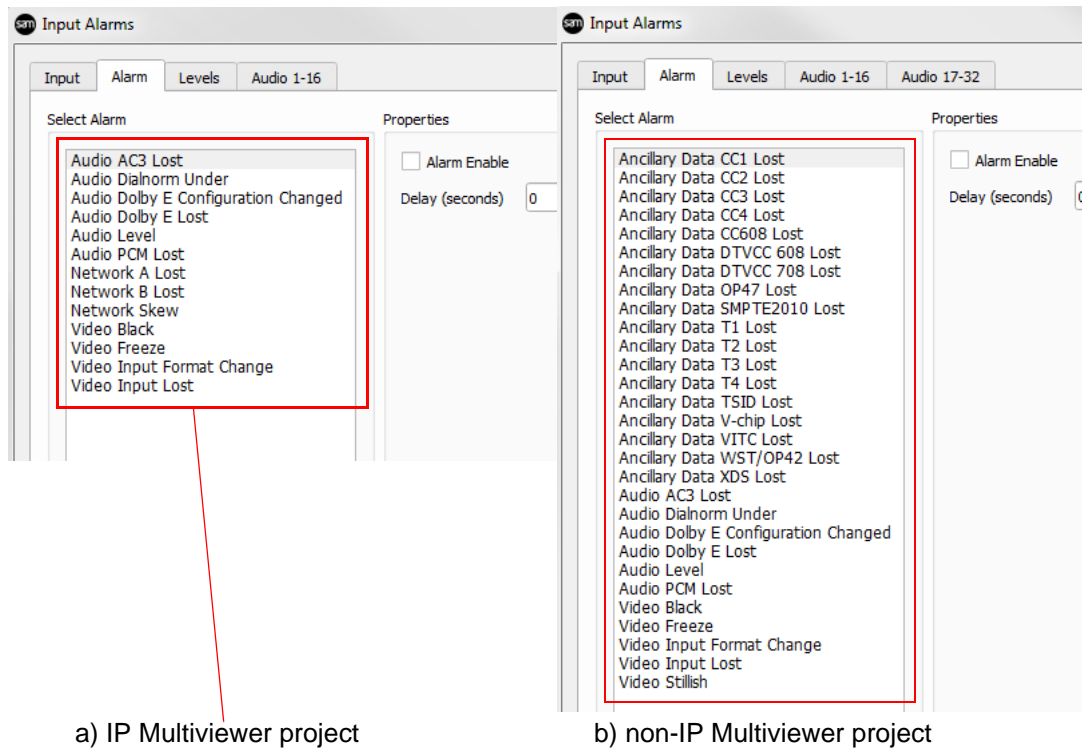 sam Input Alarms
Input Alarm Levels Audio 1-16
Select Alarm
Properties
Audio AC3 Lost
Audio Dialnorm Under
Audio Dolby E Configuration Changed
Audio Dolby E Lost
Audio Level
Audio PCM Lost
Network A Lost
Network B Lost
Network Skew
Video Black
Video Freeze
Video Input Format Change
Video Input Lost
Alarm Enable
Delay (seconds) 0
a) IP Multiviewer project
sam Input Alarms
Input Alarm Levels Audio 1-16 Audio 17-32
Select Alarm
Properties
Ancillary Data CC1 Lost
Ancillary Data CC2 Lost
Ancillary Data CC3 Lost
Ancillary Data CC4 Lost
Ancillary Data CC608 Lost
Ancillary Data DTVCC 608 Lost
Ancillary Data DTVCC 708 Lost
Ancillary Data OP47 Lost
Ancillary Data SMPTE2010 Lost
Ancillary Data T1 Lost
Ancillary Data T2 Lost
Ancillary Data T3 Lost
Ancillary Data T4 Lost
Ancillary Data TSID Lost
Ancillary Data V-chip Lost
Ancillary Data VITC Lost
Ancillary Data WST/OP42 Lost
Ancillary Data XDS Lost
Audio AC3 Lost
Audio Dialnorm Under
Audio Dolby E Configuration Changed
Audio Dolby E Lost
Audio Level
Audio PCM Lost
Video Black
Video Freeze
Video Input Format Change
Video Input Lost
Video Stillish
Alarm Enable
Delay (seconds)
b) non-IP Multiviewer project